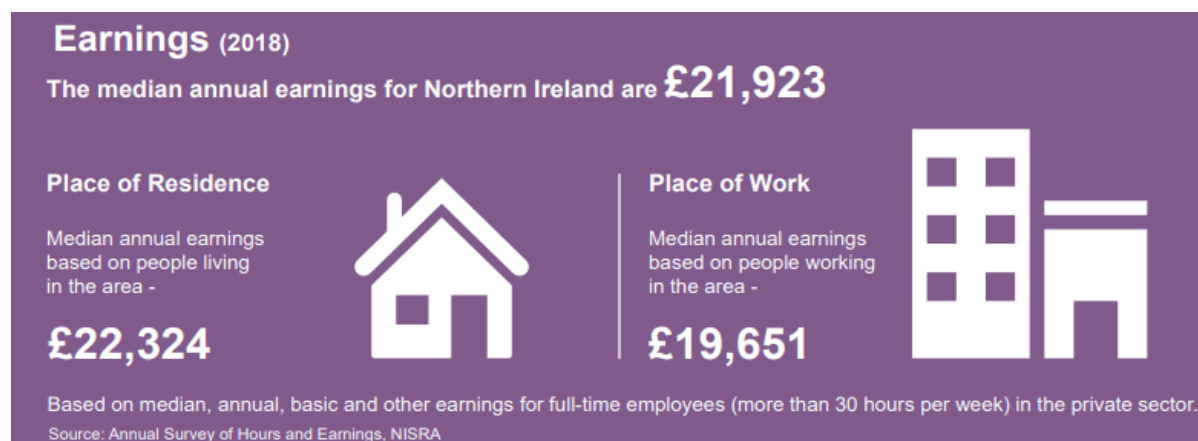 Earnings (2018)
The median annual earnings for Northern Ireland are £21,923
Place of Residence
Median annual earnings
based on people living
in the area -
£22,324
Place of Work
Median annual earnings
based on people working
in the area -
£19,651
Based on median, annual, basic and other earnings for full-time employees (more than 30 hours per week) in the private sector.
Source: Annual Survey of Hours and Earnings, NISRA